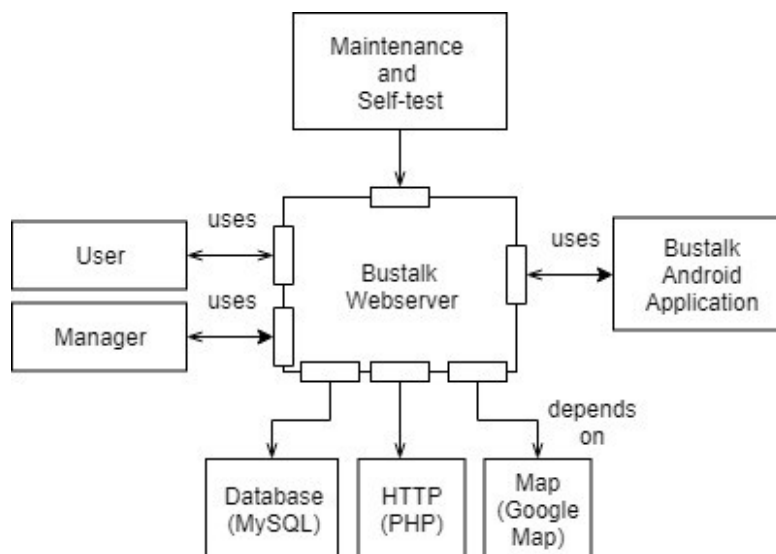 Maintenance
and
Self-test
uses
User
uses
Manager
Bustalk
Webserver
uses
Bustalk
Android
Application
depends
on
Database
(MySQL)
HTTP
(PHP)
Map
(Google
Map)